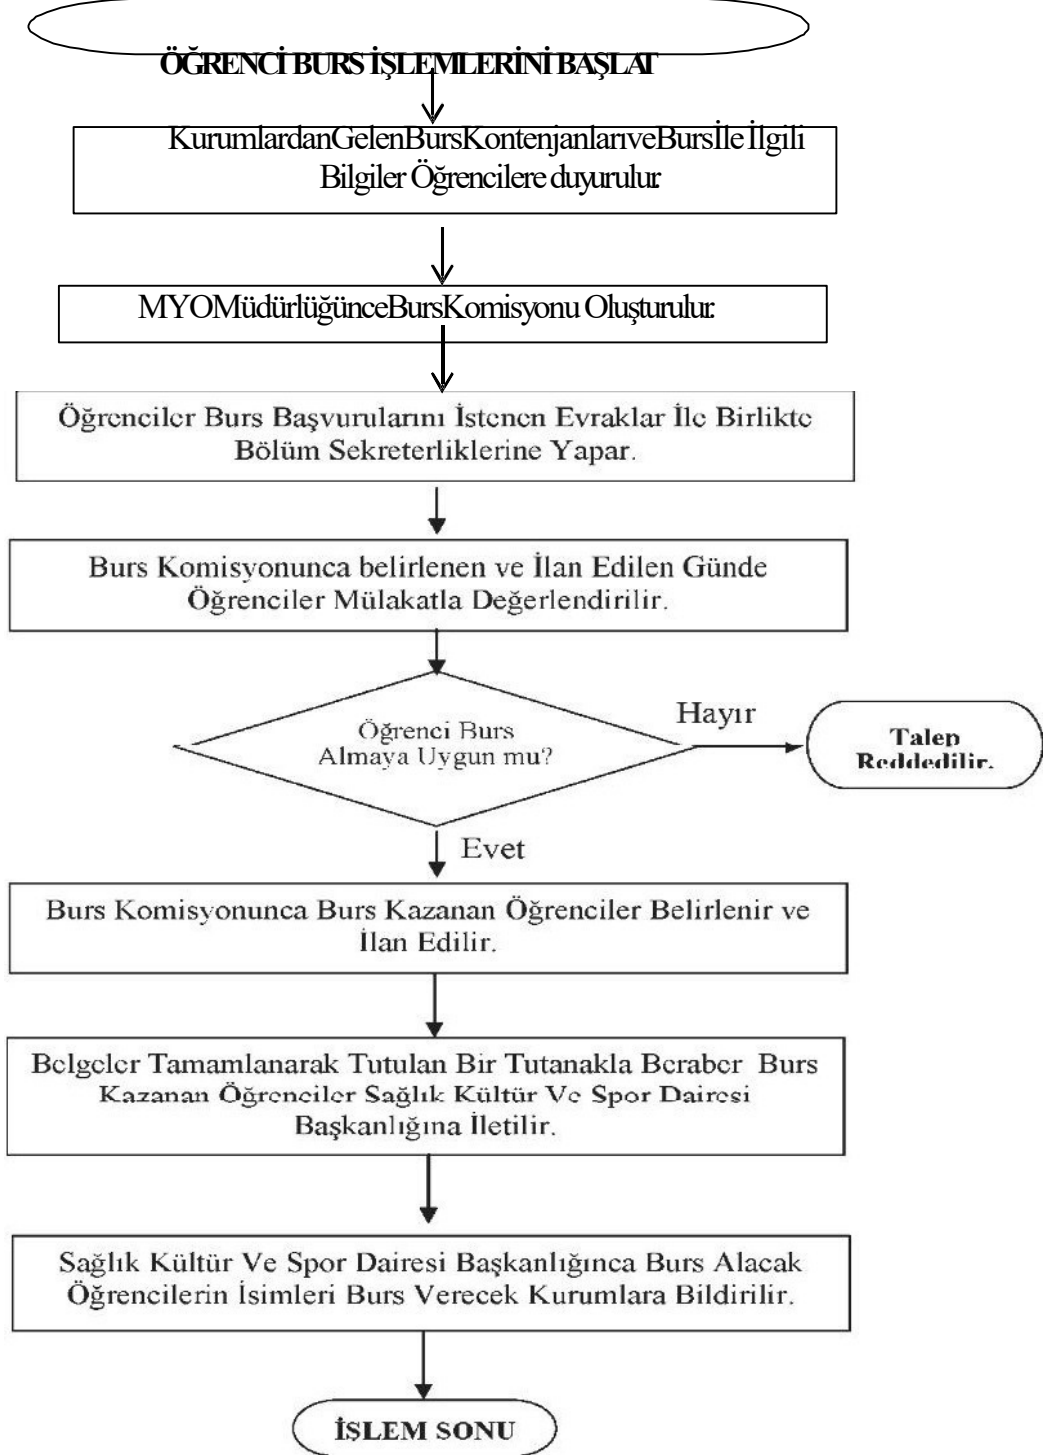 ÖĞRENCİ BURS İŞLEMLERİNİ BAŞLAT
KurumlardanGelenBursKontenjanlarıveBursİle İlgili
Bilgiler Öğrencilere duyurulur.
MYOMüdürlüğünceBursKomisyonu Oluşturulur.
Öğrenciler Burs Başvurularını İstenen Evraklar İle Birlikte
Bölüm Sekreterliklerine Yapar.
Burs Komisyonunca belirlenen ve İlan Edilen Günde
Öğrenciler Mülakatla Değerlendirilir.
Öğrenci Burs
Almaya Uygun mu?
Hayır
Talep
Reddedilir.
Evet
Burs Komisyonunca Burs Kazanan Öğrenciler Belirlenir ve
İlan Edilir.
Belgeler Tamamlanarak Tutulan Bir Tutanakla Beraber Burs
Kazanan Öğrenciler Sağlık Kültür Ve Spor Dairesi
Başkanlığına İletilir.
Sağlık Kültür Ve Spor Dairesi Başkanlığınca Burs Alacak
Öğrencilerin İsimleri Burs Verecek Kurumlara Bildirilir.
İŞLEM SONU